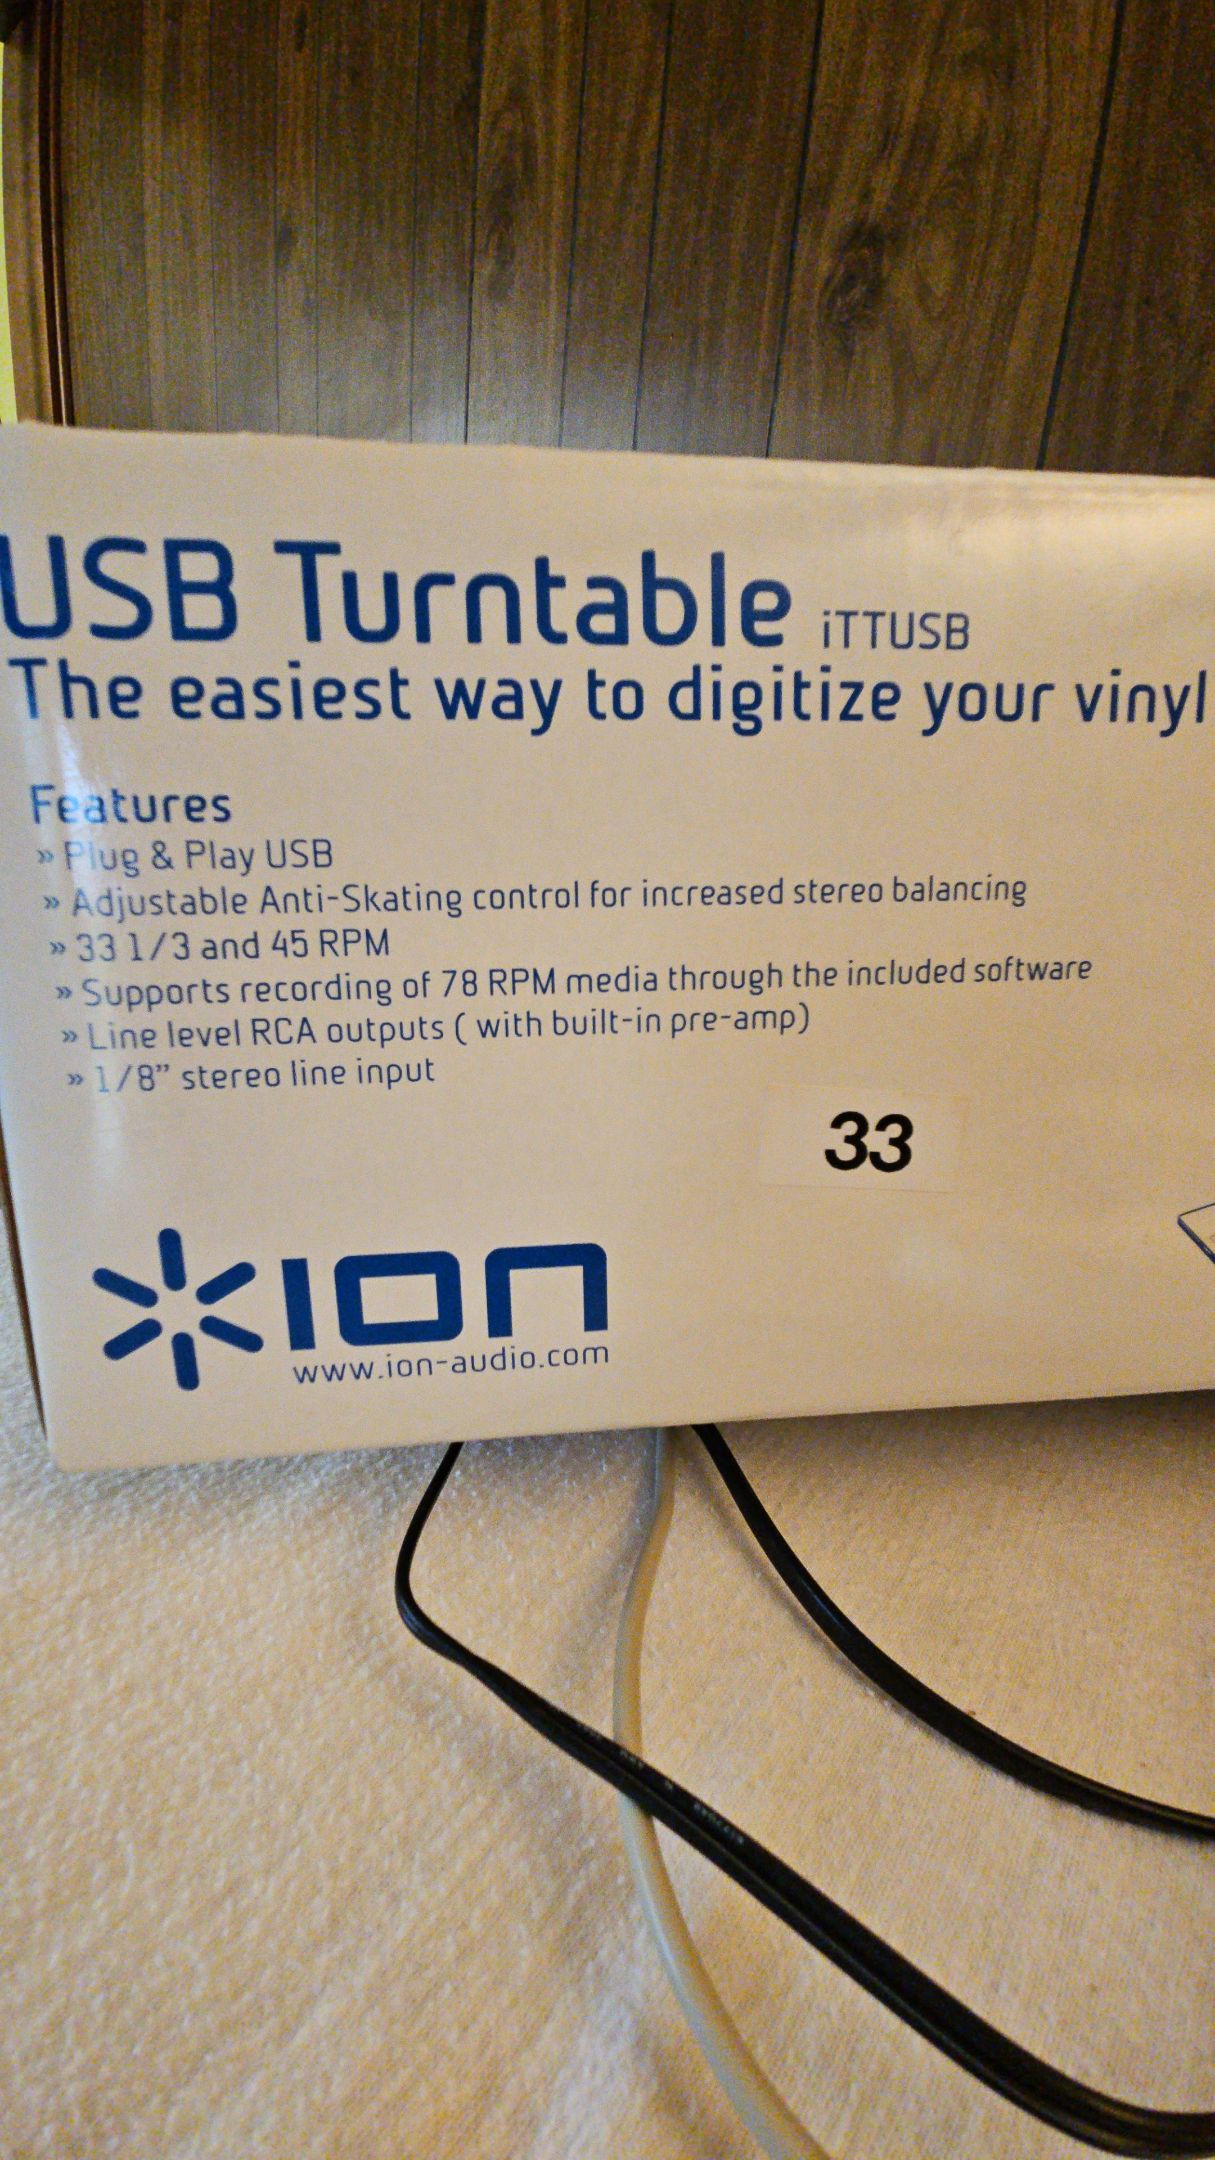 USB Turntable iTTUSB
The easiest way to digitize your vinyl
Features
» Plug & Play USB
» Adjustable Anti-Skating control for increased stereo balancing
» 33 1/3 and 45 RPM
» Supports recording of 78 RPM media through the included software
» Line level RCA outputs ( with built-in pre-amp)
» 1/8” stereo line input
33
ion
www.ion-audio.com